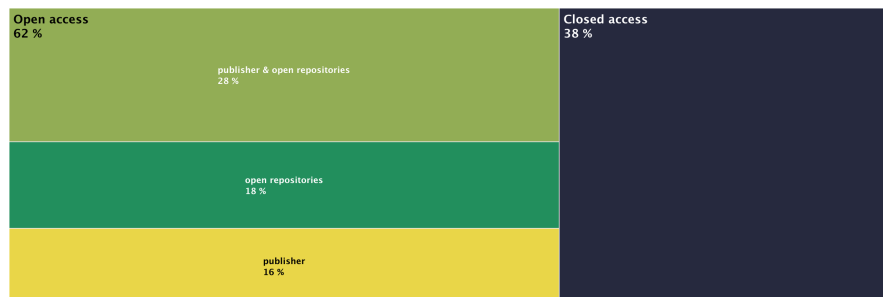 Open access
62 %
publisher & open repositories
28 %
open repositories
18 %
publisher
16 %
Closed access
38 %